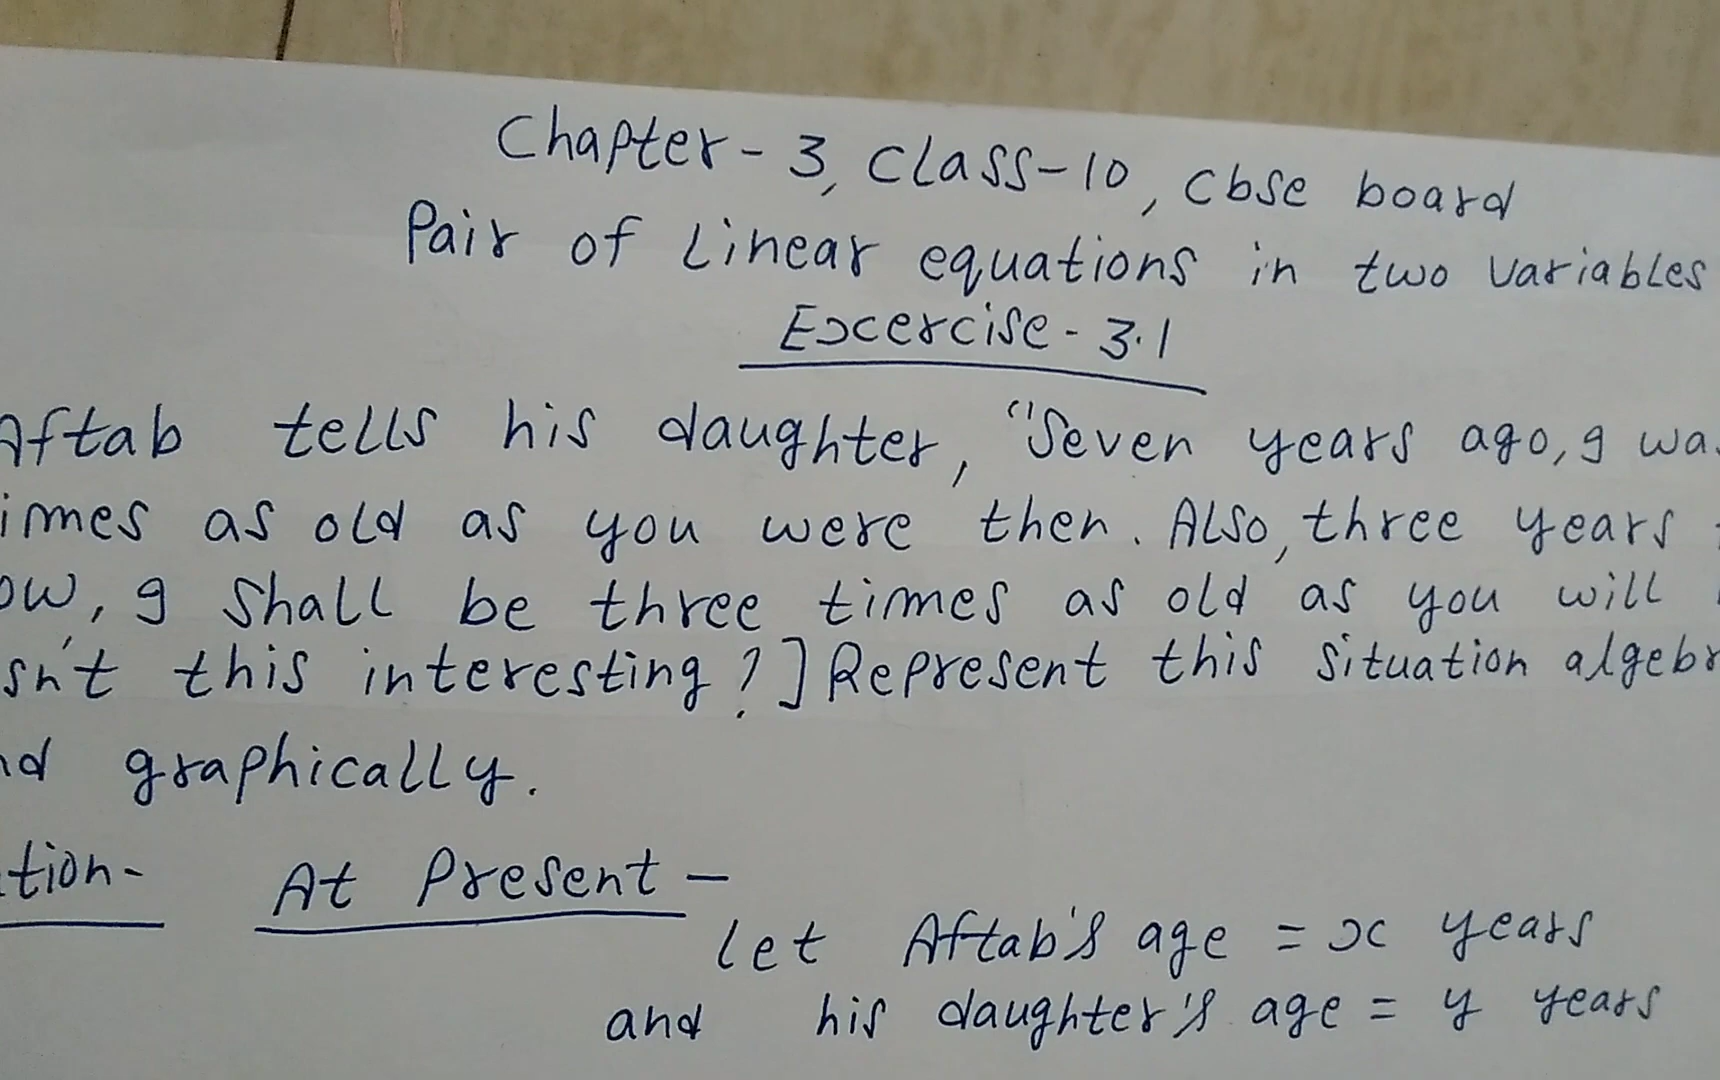 Chapter - 3, Class-10, Cbse board
Pair of Linear equations in two variables
Excercise - 3.1
Aftab tells his daughter, "Seven years ago, I wa
imes as old as you were then. Also, three years
ow, I shall be three times as old as you will
sn't this interesting?] Represent this situation algebr
nd graphically.
tion- At Present -
let Aftab's age = x years
and his daughter's age = y years